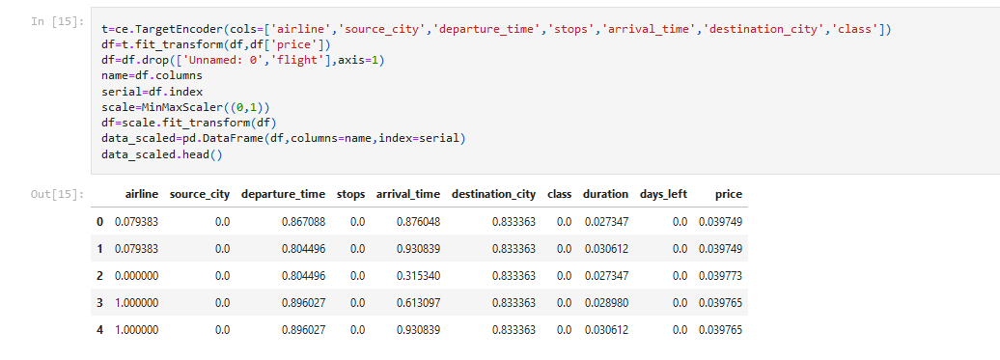 In [15]:
t=ce.TargetEncoder(cols=['airline','source_city','departure_time','stops','arrival_time','destination_city','class'])
df=t.fit_transform(df,df['price'])
df=df.drop(['Unnamed: 0','flight'],axis=1)
name=df.columns
serial=df.index
scale=MinMaxScaler((0,1))
df=scale.fit_transform(df)
data_scaled=pd.DataFrame(df,columns=name,index=serial)
data_scaled.head()
Out[15]:
airline source_city departure_time stops arrival_time destination_city class duration days_left price
0 0.079383 0.0 0.867088 0.0 0.876048 0.833363 0.0 0.027347 0.0 0.039749
1 0.079383 0.0 0.804496 0.0 0.930839 0.833363 0.0 0.030612 0.0 0.039749
2 0.000000 0.0 0.804496 0.0 0.315340 0.833363 0.0 0.027347 0.0 0.039773
3 1.000000 0.0 0.896027 0.0 0.613097 0.833363 0.0 0.028980 0.0 0.039765
4 1.000000 0.0 0.896027 0.0 0.930839 0.833363 0.0 0.030612 0.0 0.039765